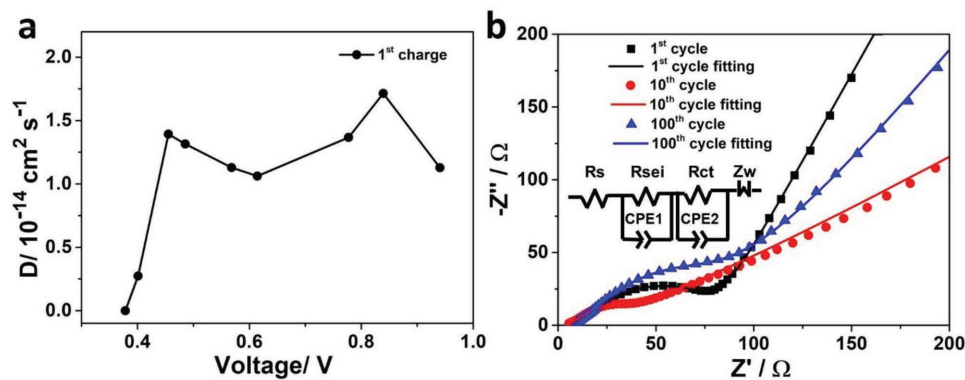 a
1st charge
2.0
1.5
1.0
0.5
0.0
D/ 10⁻¹⁴ cm² s⁻¹
0.4
0.6
0.8
1.0
Voltage/ V
b
1st cycle
1st cycle fitting
10th cycle
10th cycle fitting
100th cycle
100th cycle fitting
Rs Rsei Rct Zw
CPE1 CPE2
200
150
100
50
0
-Z''/ Ω
0 50 100 150 200
Z' / Ω